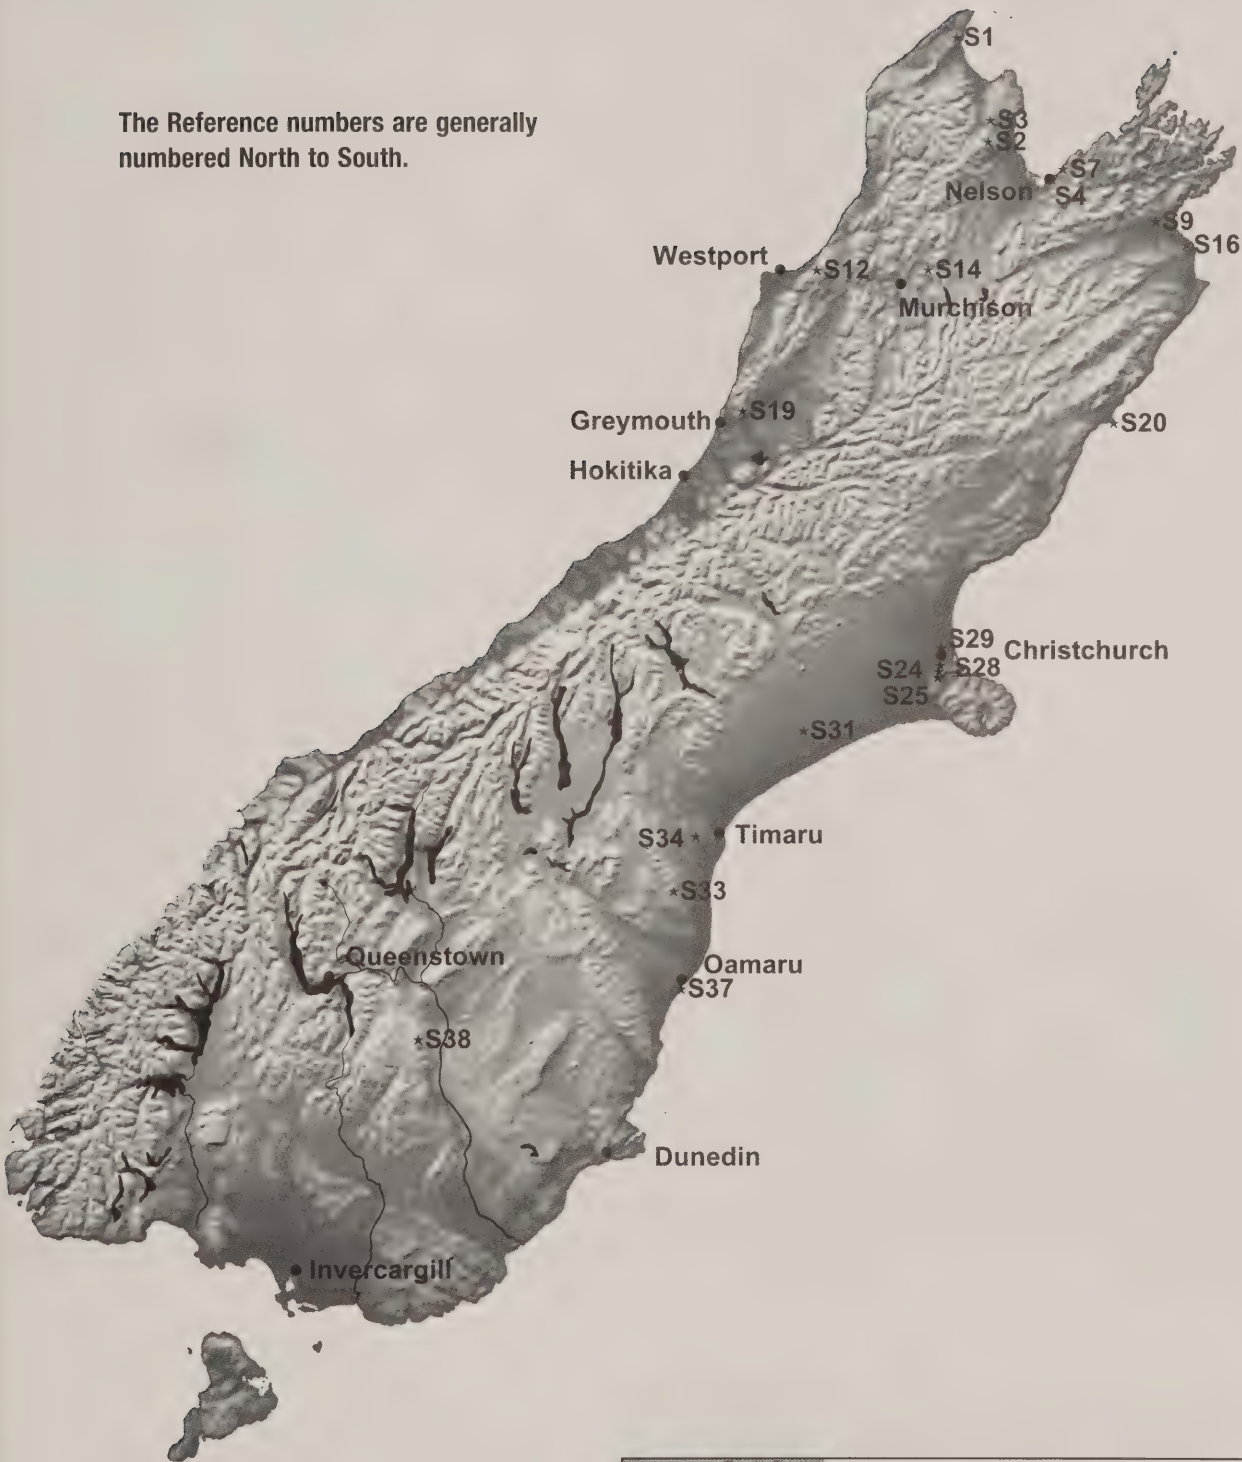 S1
The Reference numbers are generally
numbered North to South.
S3
S2
S7
Nelson
S4
S9
S16
Westport
S12
S14
Murchison
Greymouth
S19
S20
Hokitika
S29
Christchurch
S24
S28
S25
S31
S34
Timaru
S33
Queenstown
Oamaru
S37
S38
Dunedin
Invercargill